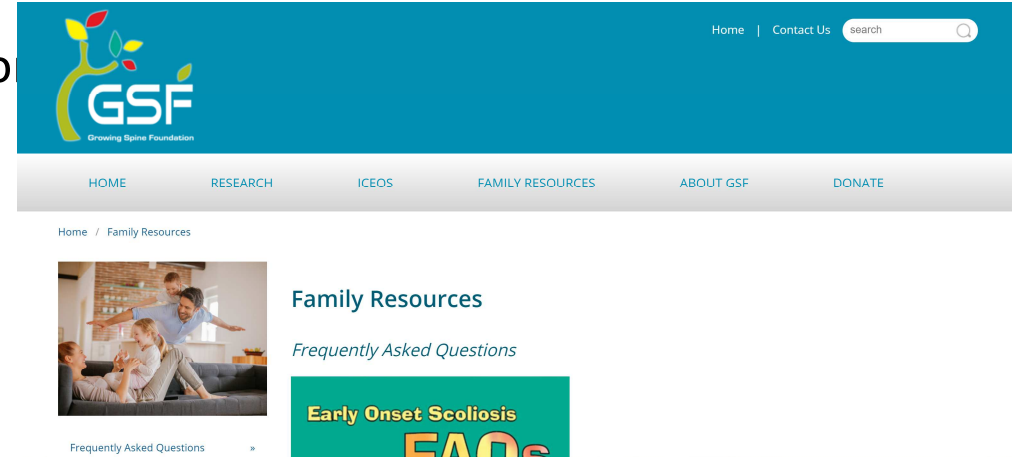 Home | Contact Us search
GSF
Growing Spine Foundation
HOME RESEARCH ICEOS FAMILY RESOURCES ABOUT GSF DONATE
Home / Family Resources
Family Resources
Frequently Asked Questions
Early Onset Scoliosis
FAQs
Frequently Asked Questions »